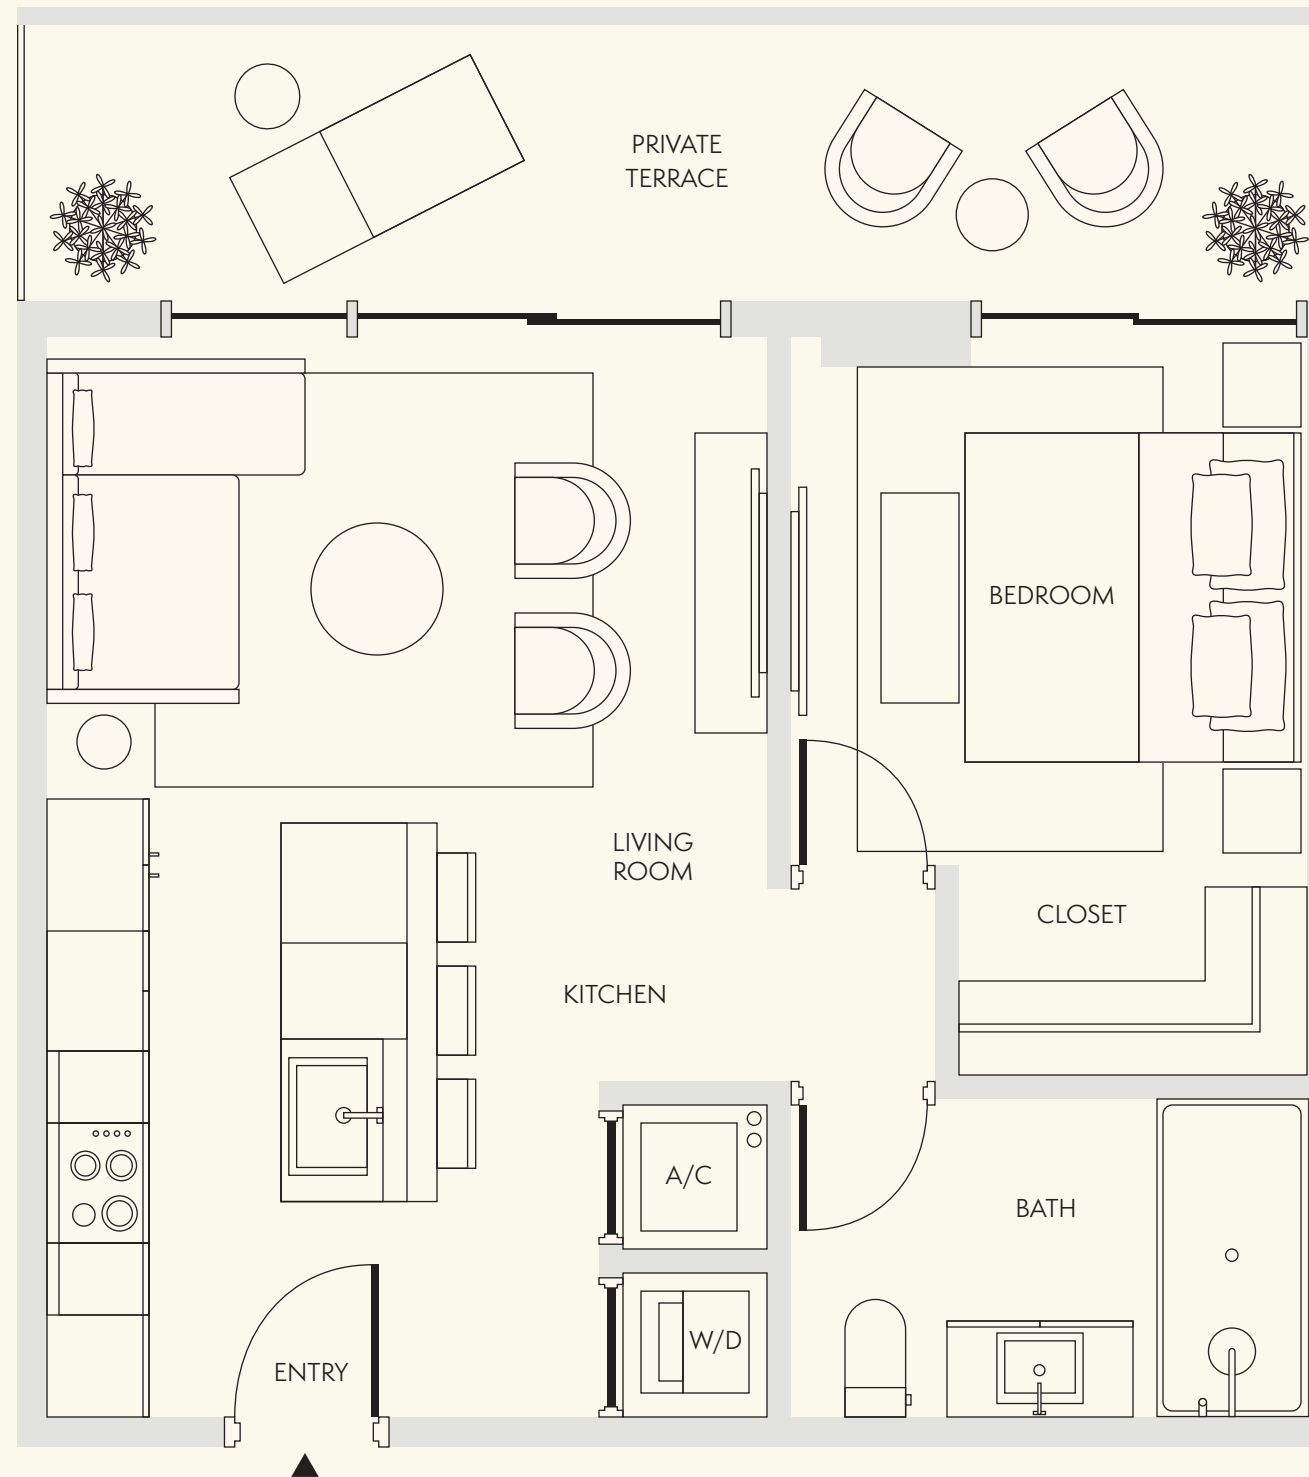 PRIVATE
TERRACE
BEDROOM
LIVING
ROOM
CLOSET
KITCHEN
A/C
BATH
W/D
ENTRY